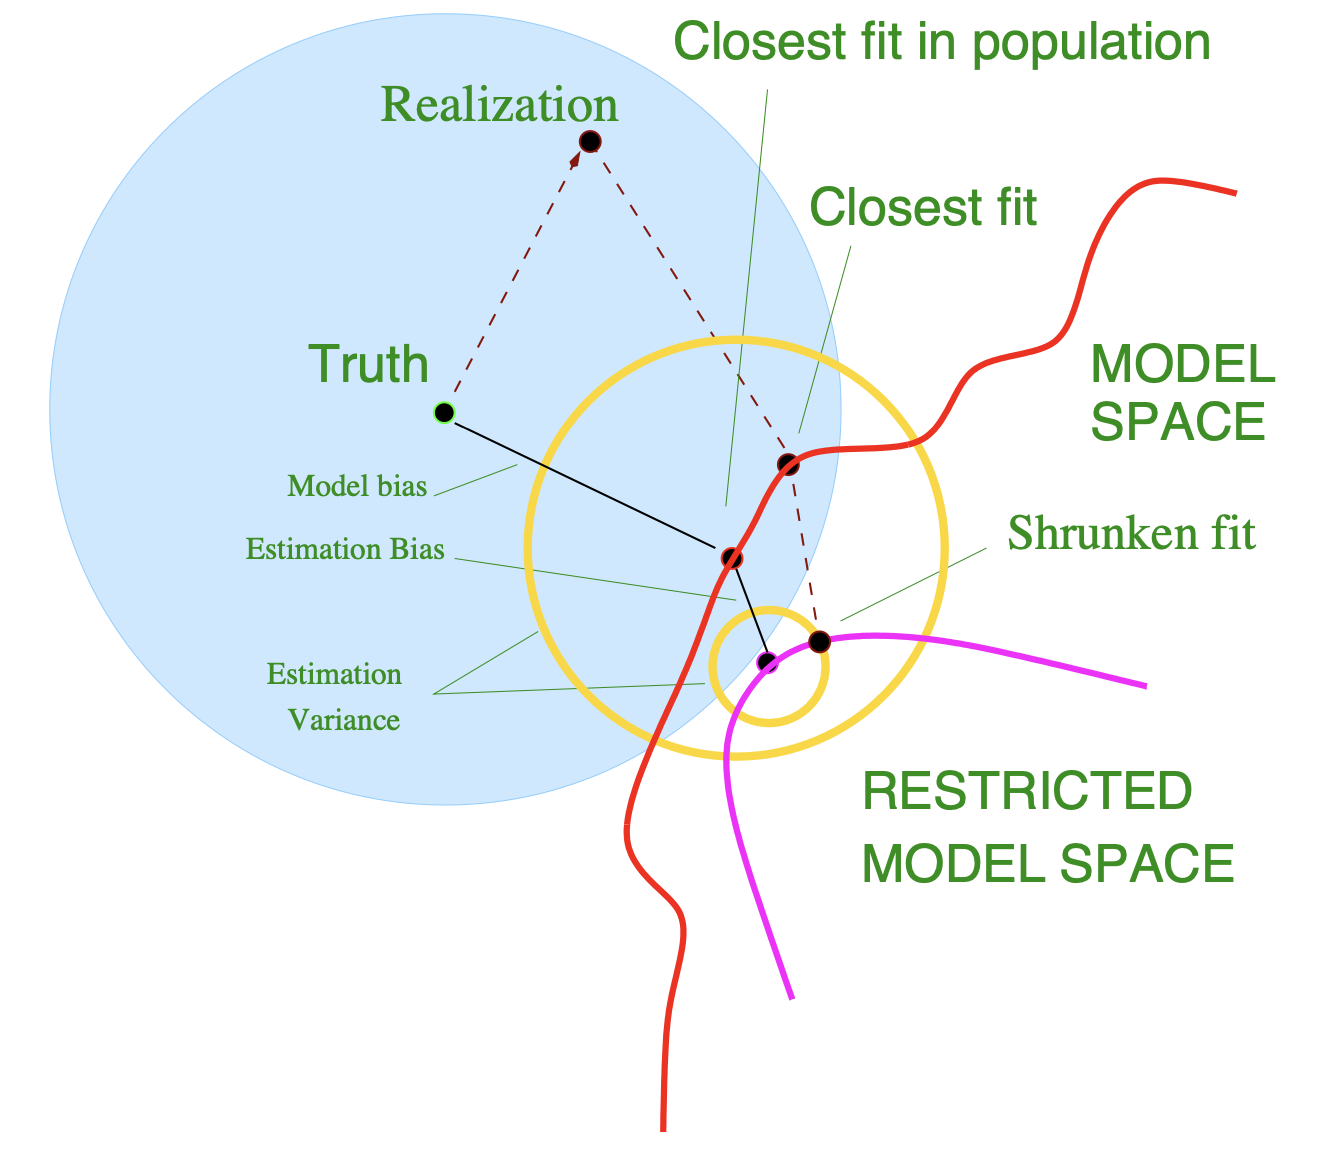 Closest fit in population
Realization
Closest fit
Truth
MODEL
SPACE
Model bias
Estimation Bias
Shrunken fit
Estimation
Variance
RESTRICTED
MODEL SPACE